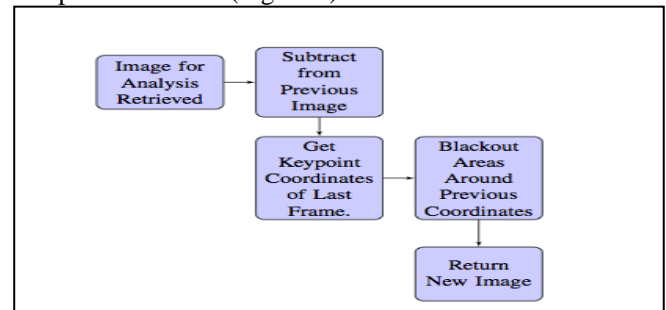 Image for
Analysis
Retrieved
Subtract
from
Previous
Image
Get
Keypoint
Coordinates
of Last
Frame.
Blackout
Areas
Around
Previous
Coordinates
Return
New Image